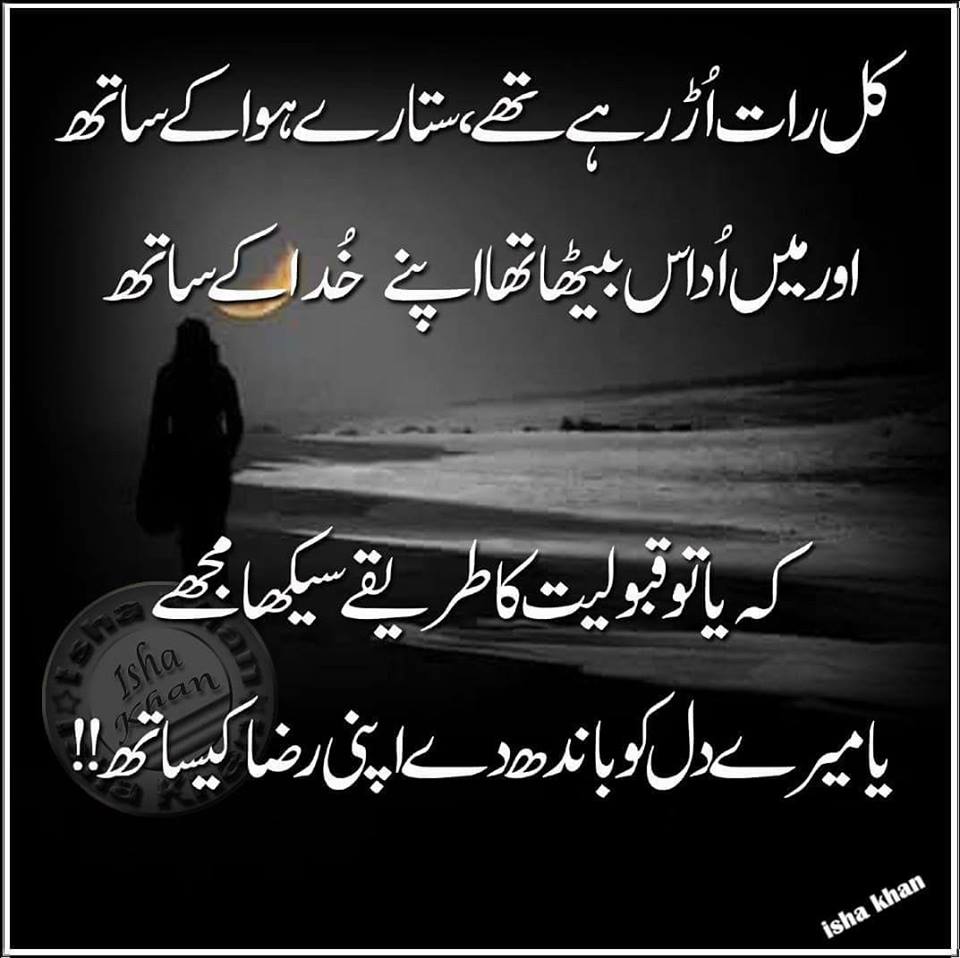 کل رات اُڑ رہے تھے، ستارے ہوا کے ساتھ
اور میں اُداس بیٹھا تھا اپنے خُدا کے ساتھ
کہ یا تو قبولیت کا طریقے سیکھا مجھے
یا میرے دل کو باندھ دے اپنی رضا کیساتھ!!
Isha
Khan
isha khan